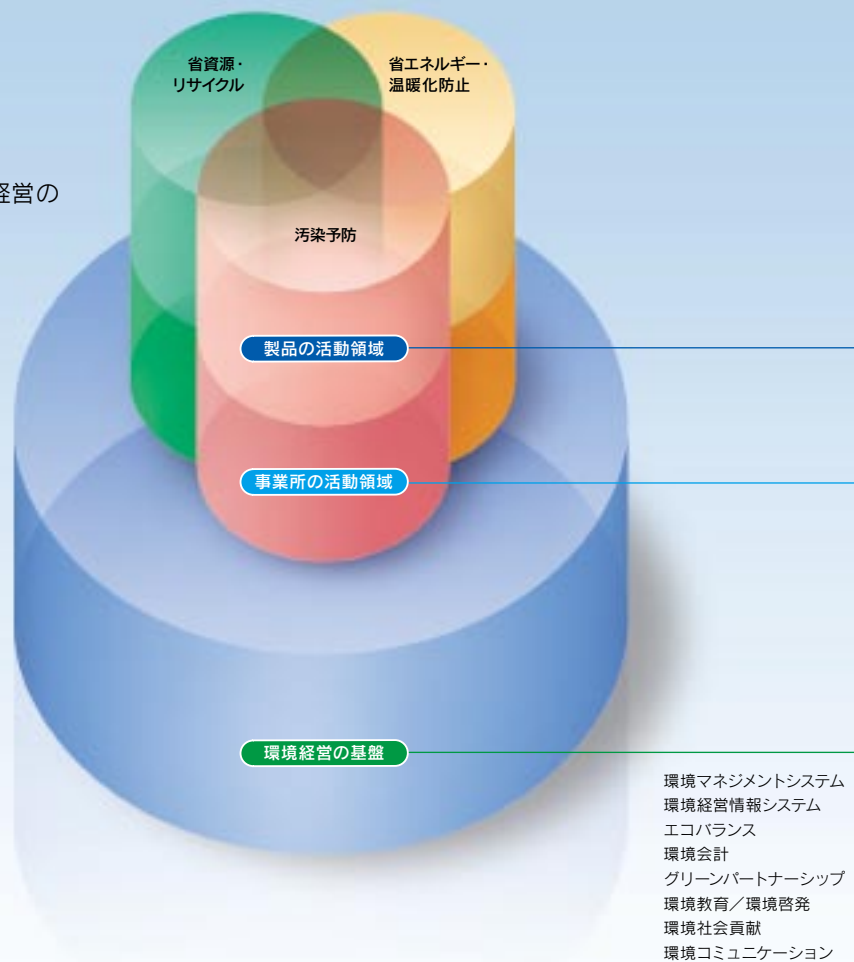 省資源・
リサイクル
省エネルギー・
温暖化防止
経営の
汚染予防
製品の活動領域
事業所の活動領域
環境経営の基盤
環境マネジメントシステム
環境経営情報システム
エコバランス
環境会計
グリーンパートナーシップ
環境教育／環境啓発
環境社会貢献
環境コミュニケーション